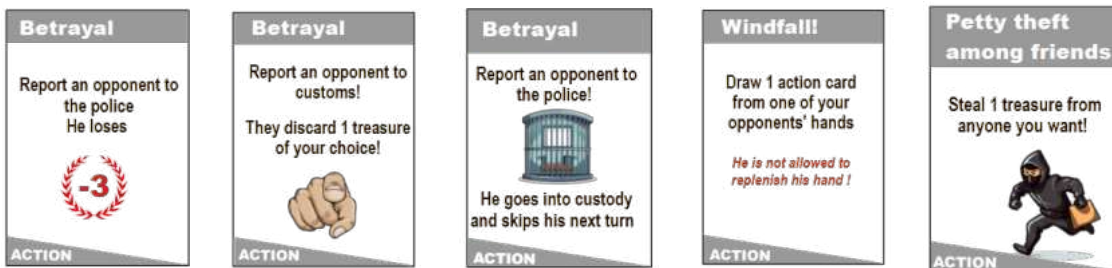 Betrayal
Report an opponent to
the police
He loses
-3
ACTION
Betrayal
Report an opponent to
customs!
They discard 1 treasure
of your choice!
ACTION
Betrayal
Report an opponent to
the police!
He goes into custody
and skips his next turn
ACTION
Windfall!
Draw 1 action card
from one of your
opponents' hands
He is not allowed to
replenish his hand !
ACTION
Petty theft
among friends
Steal 1 treasure from
anyone you want!
ACTION